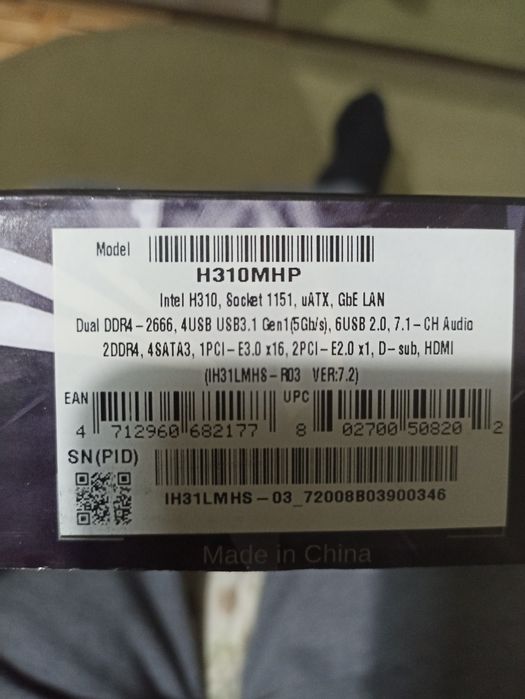 Model
H310MHP
Intel H310, Socket 1151, uATX, GbE LAN
Dual DDR4-2666, 4USB USB3.1 Gen1(5Gb/s), 6USB 2.0, 7.1-CH Audio
2DDR4, 4SATA3, 1PCI-E3.0 x16, 2PCI-E2.0 x1, D-sub, HDMI
(IH31LMHS-R03 VER:7.2)
EAN UPC
4 712960 682177 8 02700 50820 2
SN(PID)
IH31LMHS-03_72008B03900346
Made in China